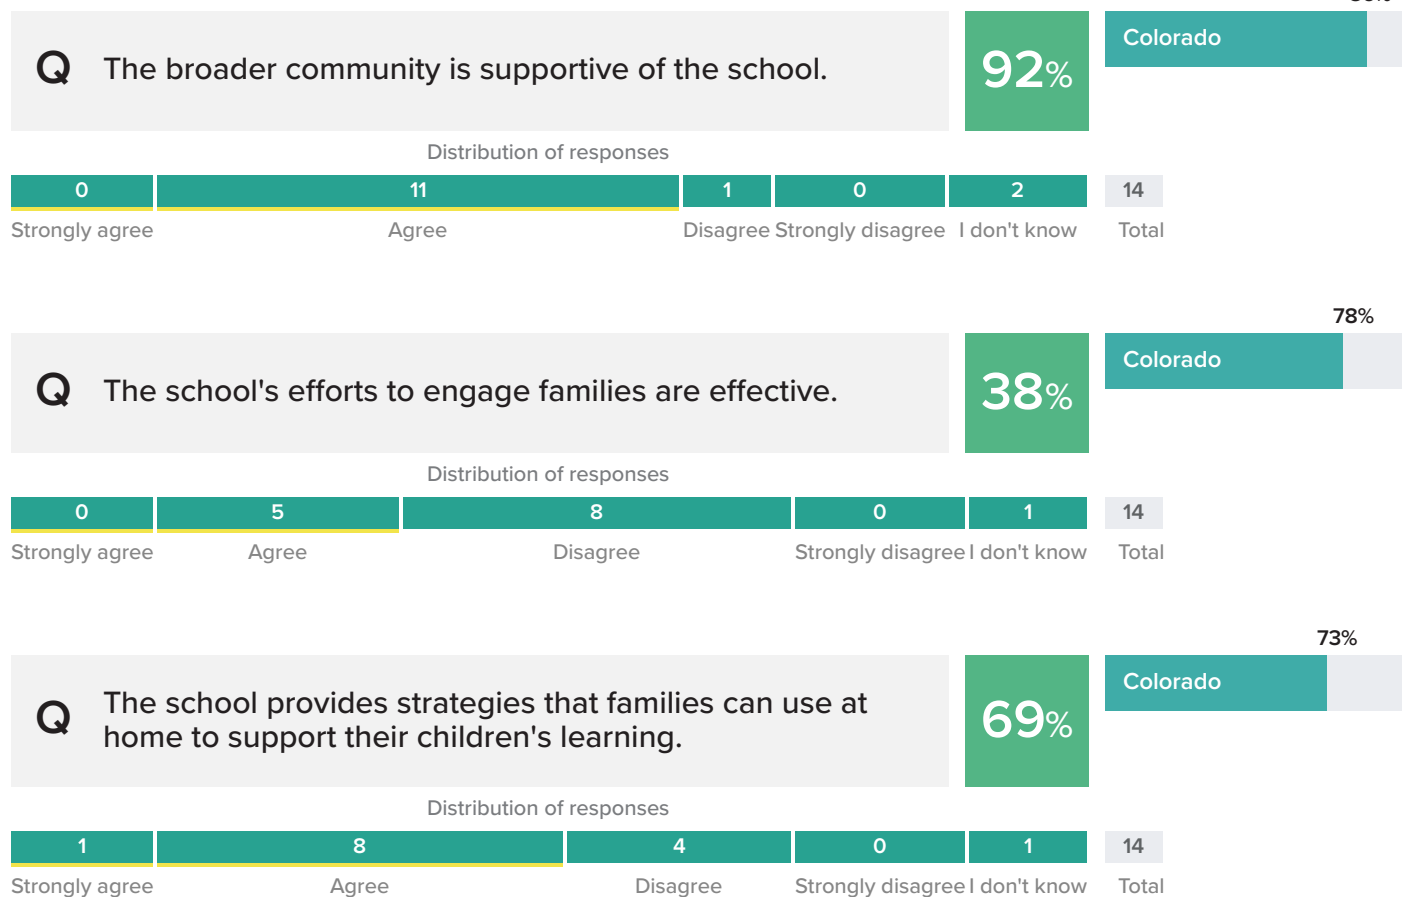 Q The broader community is supportive of the school. 92% Colorado
Distribution of responses
0 11 1 0 2 14
Strongly agree Agree Disagree Strongly disagree I don't know Total
78%
Q The school's efforts to engage families are effective. 38% Colorado
Distribution of responses
0 5 8 0 1 14
Strongly agree Agree Disagree Strongly disagree I don't know Total
73%
Q The school provides strategies that families can use at
home to support their children's learning. 69% Colorado
Distribution of responses
1 8 4 0 1 14
Strongly agree Agree Disagree Strongly disagree I don't know Total